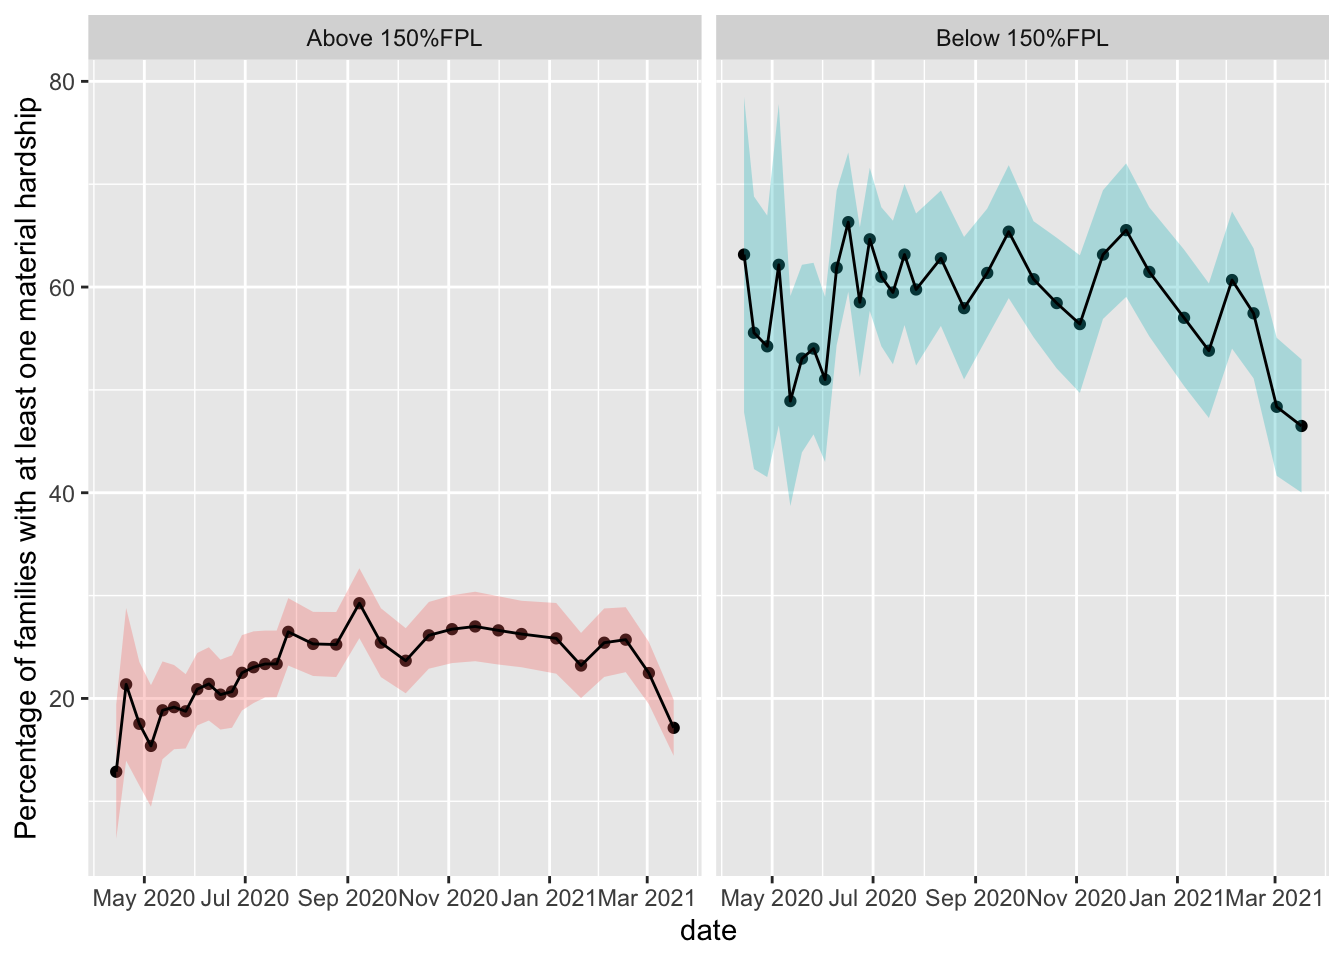 Above 150%FPL
Below 150%FPL
Percentage of families with at least one material hardship
80
60
40
20
May 2020 Jul 2020 Sep 2020 Nov 2020 Jan 2021 Mar 2021
May 2020 Jul 2020 Sep 2020 Nov 2020 Jan 2021 Mar 2021
date